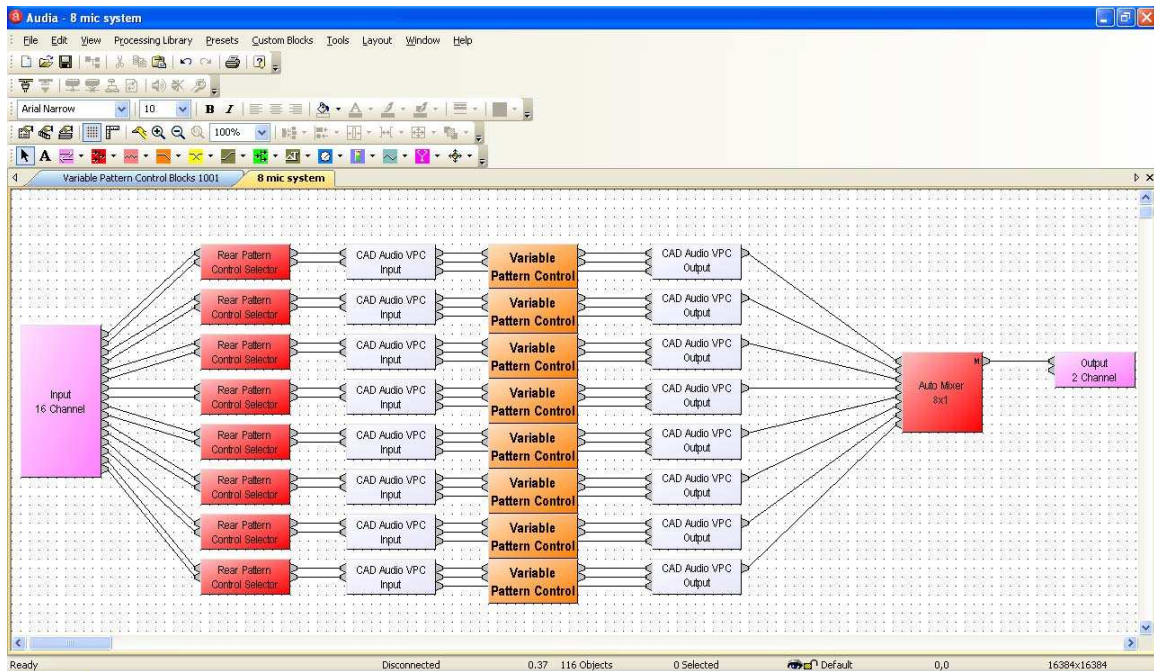 Audia - 8 mic system
File Edit View Processing Library Presets Custom Blocks Tools Layout Window Help
Arial Narrow 10 B I
100%
A
Variable Pattern Control Blocks 1001 8 mic system
Rear Pattern
Control Selector
CAD Audio VPC
Input
Variable
Pattern Control
CAD Audio VPC
Output
Rear Pattern
Control Selector
CAD Audio VPC
Input
Variable
Pattern Control
CAD Audio VPC
Output
Rear Pattern
Control Selector
CAD Audio VPC
Input
Variable
Pattern Control
CAD Audio VPC
Output
Input
16 Channel
Rear Pattern
Control Selector
CAD Audio VPC
Input
Variable
Pattern Control
CAD Audio VPC
Output
M
Auto Mixer
8x1
Output
2 Channel
Rear Pattern
Control Selector
CAD Audio VPC
Input
Variable
Pattern Control
CAD Audio VPC
Output
Rear Pattern
Control Selector
CAD Audio VPC
Input
Variable
Pattern Control
CAD Audio VPC
Output
Rear Pattern
Control Selector
CAD Audio VPC
Input
Variable
Pattern Control
CAD Audio VPC
Output
Rear Pattern
Control Selector
CAD Audio VPC
Input
Variable
Pattern Control
CAD Audio VPC
Output
Ready Disconnected 0.37 116 Objects 0 Selected Default 0,0 16384x16384